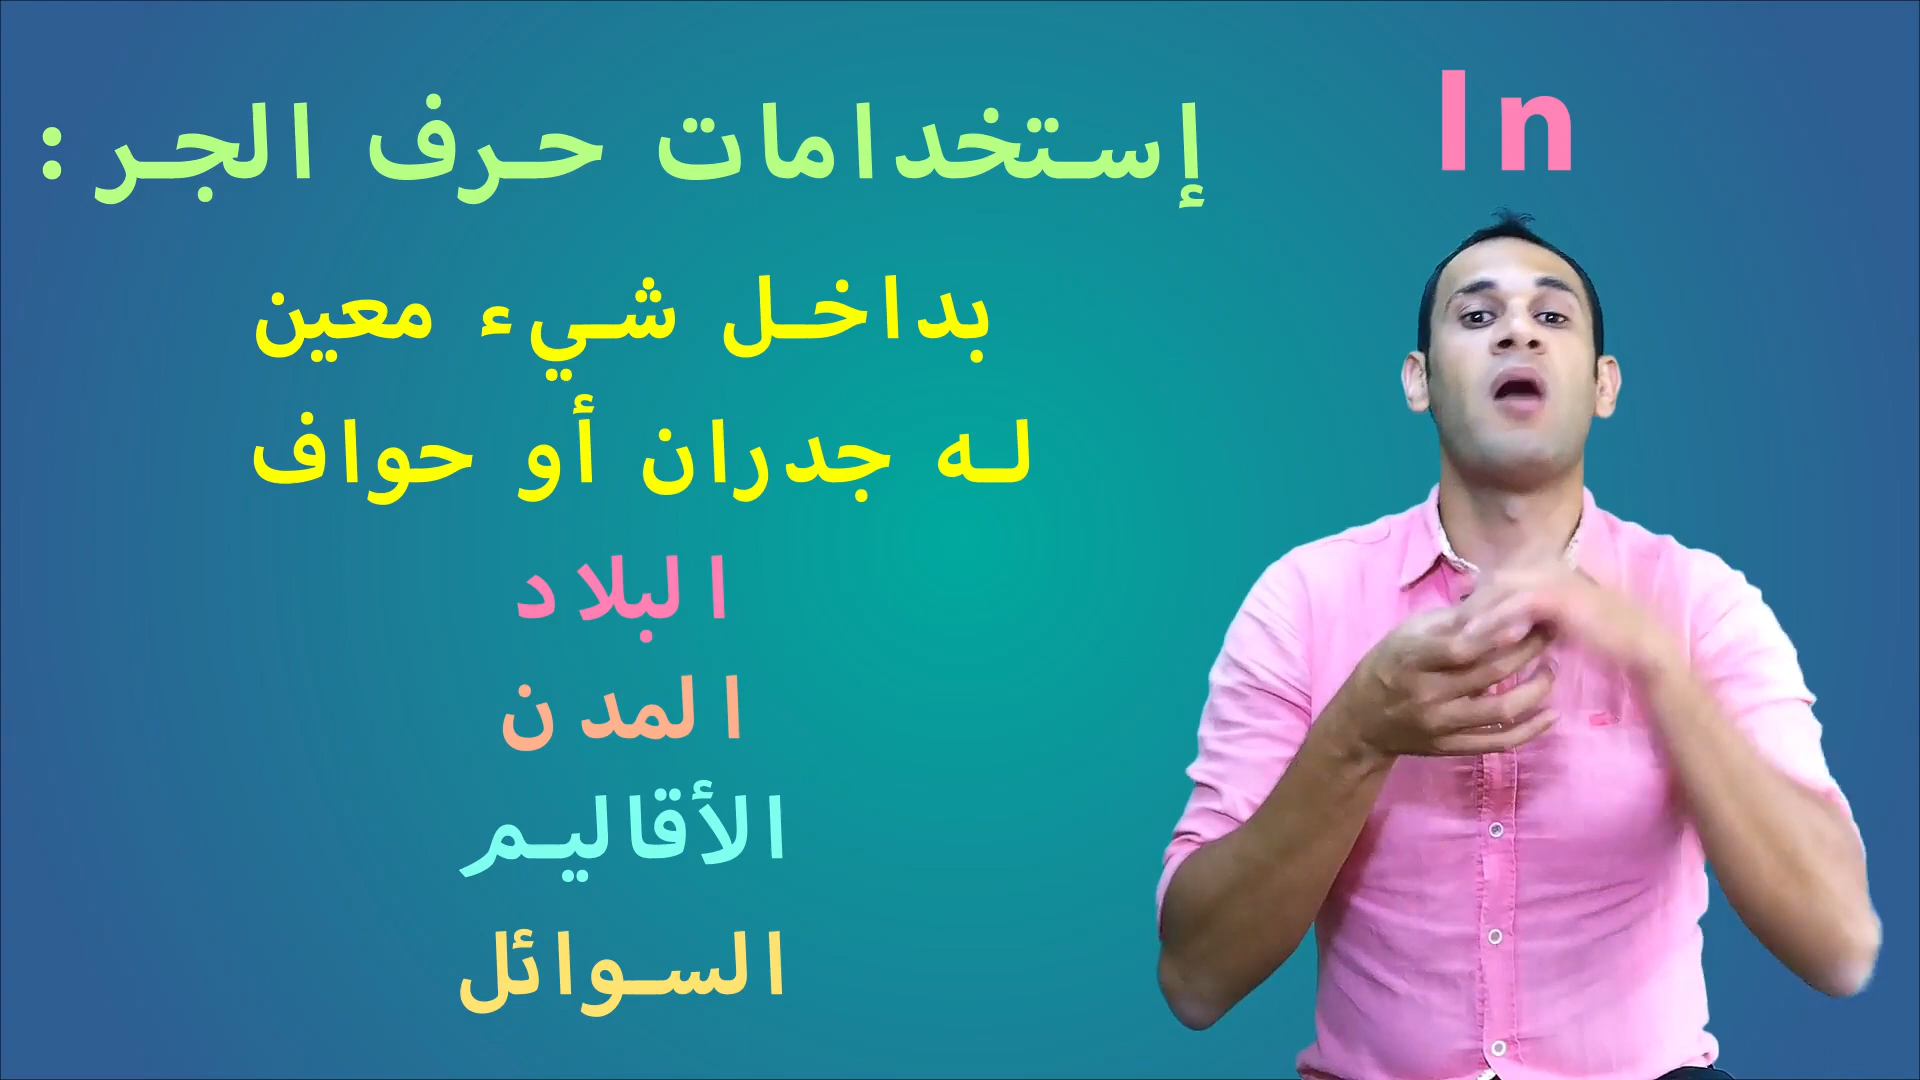 In
إستخدامات حرف الجر :
بداخل شيء معين
له جدران أو حواف
البلاد
المدن
الأقاليم
السوائل